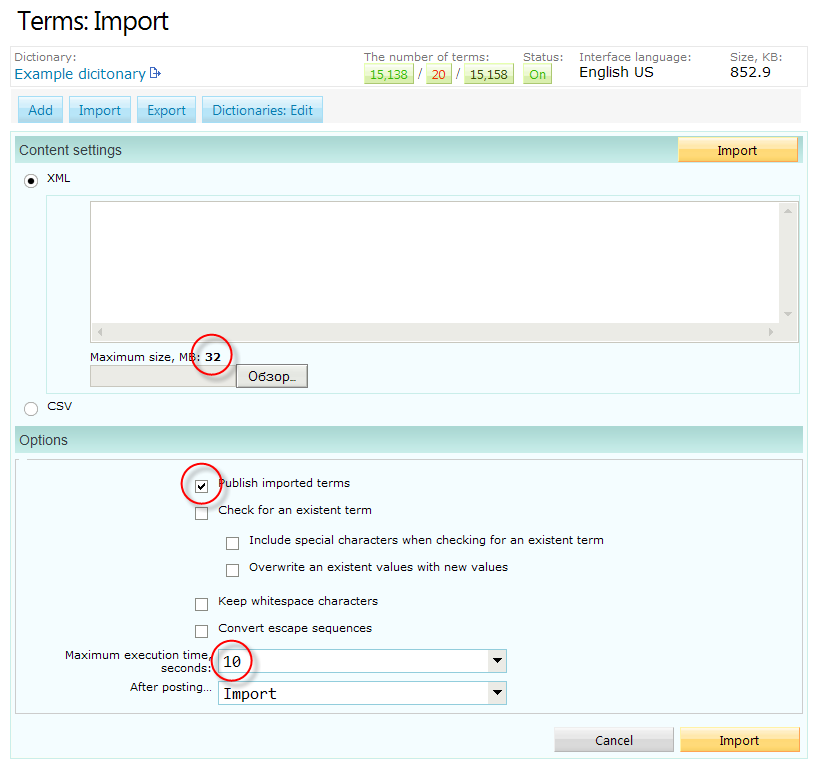 Terms: Import
Dictionary: The number of terms: Status: Interface language: Size, KB:
Example dicitonary 15,138 / 20 / 15,158 On English US 852.9
Add Import Export Dictionaries: Edit
Content settings Import
XML
Maximum size, MB: 32
Обзор...
CSV
Options
Publish imported terms
Check for an existent term
Include special characters when checking for an existent term
Overwrite an existent values with new values
Keep whitespace characters
Convert escape sequences
Maximum execution time,
seconds: 10
After posting... Import
Cancel Import